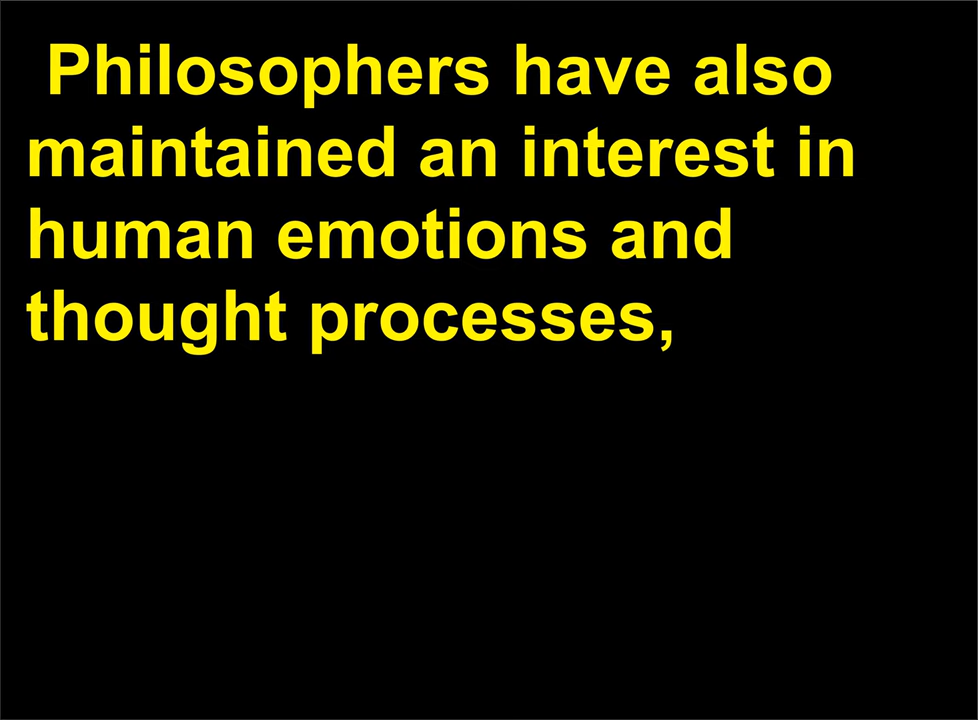 Philosophers have also
maintained an interest in
human emotions and
thought processes,